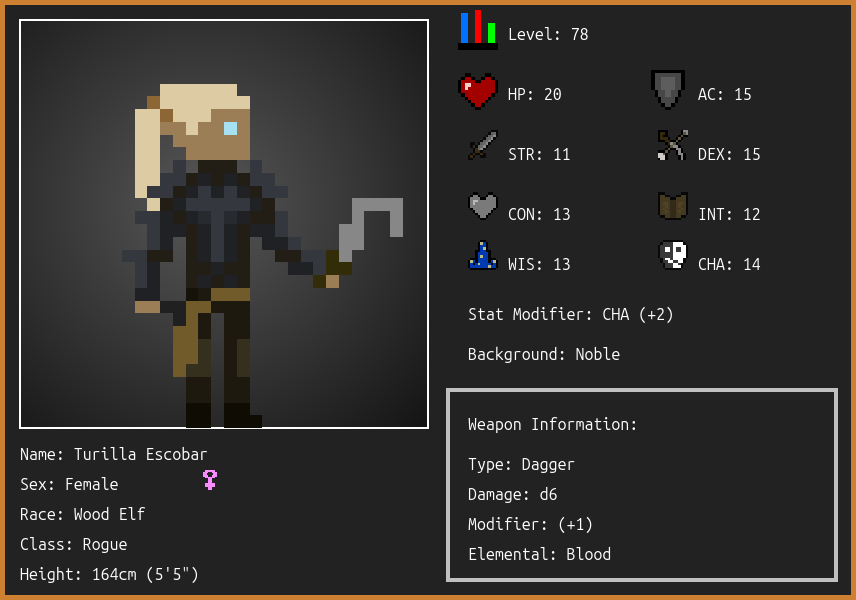 Level: 78
HP: 20
AC: 15
STR: 11
DEX: 15
CON: 13
INT: 12
WIS: 13
CHA: 14
Stat Modifier: CHA (+2)
Background: Noble
Weapon Information:
Type: Dagger
Damage: d6
Modifier: (+1)
Elemental: Blood
Name: Turilla Escobar
Sex: Female
Race: Wood Elf
Class: Rogue
Height: 164cm (5'5")